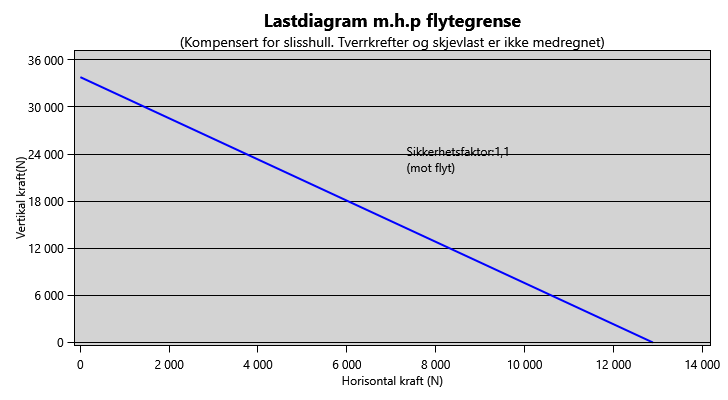 Lastdiagram m.h.p flytegrense
(Kompensert for slisshull. Tverrkrefter og skjevlast er ikke medregnet)
36 000
30 000
24 000
18 000
12 000
6 000
0
Vertikal kraft(N)
Sikkerhetsfaktor:1,1
(mot flyt)
0 2 000 4 000 6 000 8 000 10 000 12 000 14 000
Horisontal kraft (N)